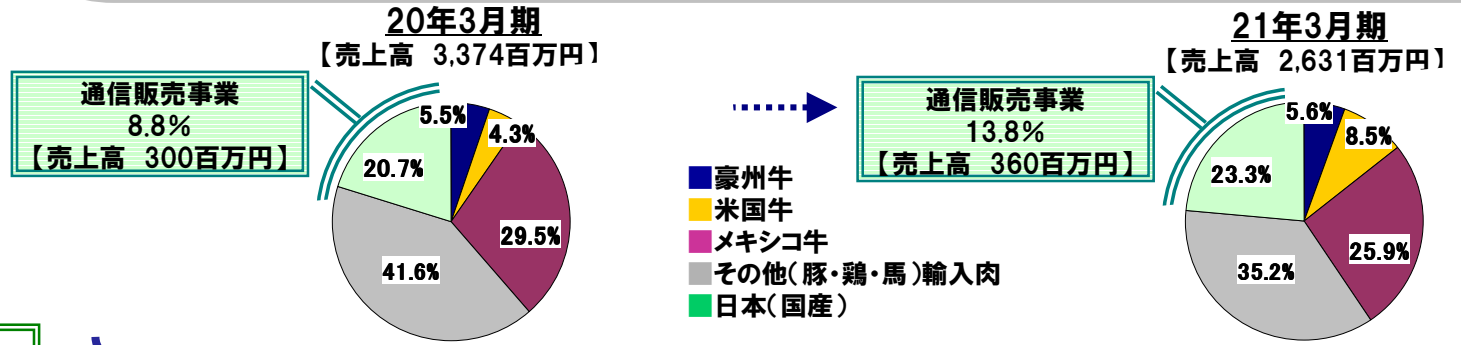 20年3月期
【売上高 3,374百万円】
通信販売事業
8.8%
【売上高 300百万円】
5.5%
4.3%
20.7%
29.5%
41.6%
豪州牛
米国牛
メキシコ牛
その他(豚・鶏・馬)輸入肉
日本(国産)
21年3月期
【売上高 2,631百万円】
通信販売事業
13.8%
【売上高 360百万円】
5.6%
8.5%
23.3%
25.9%
35.2%